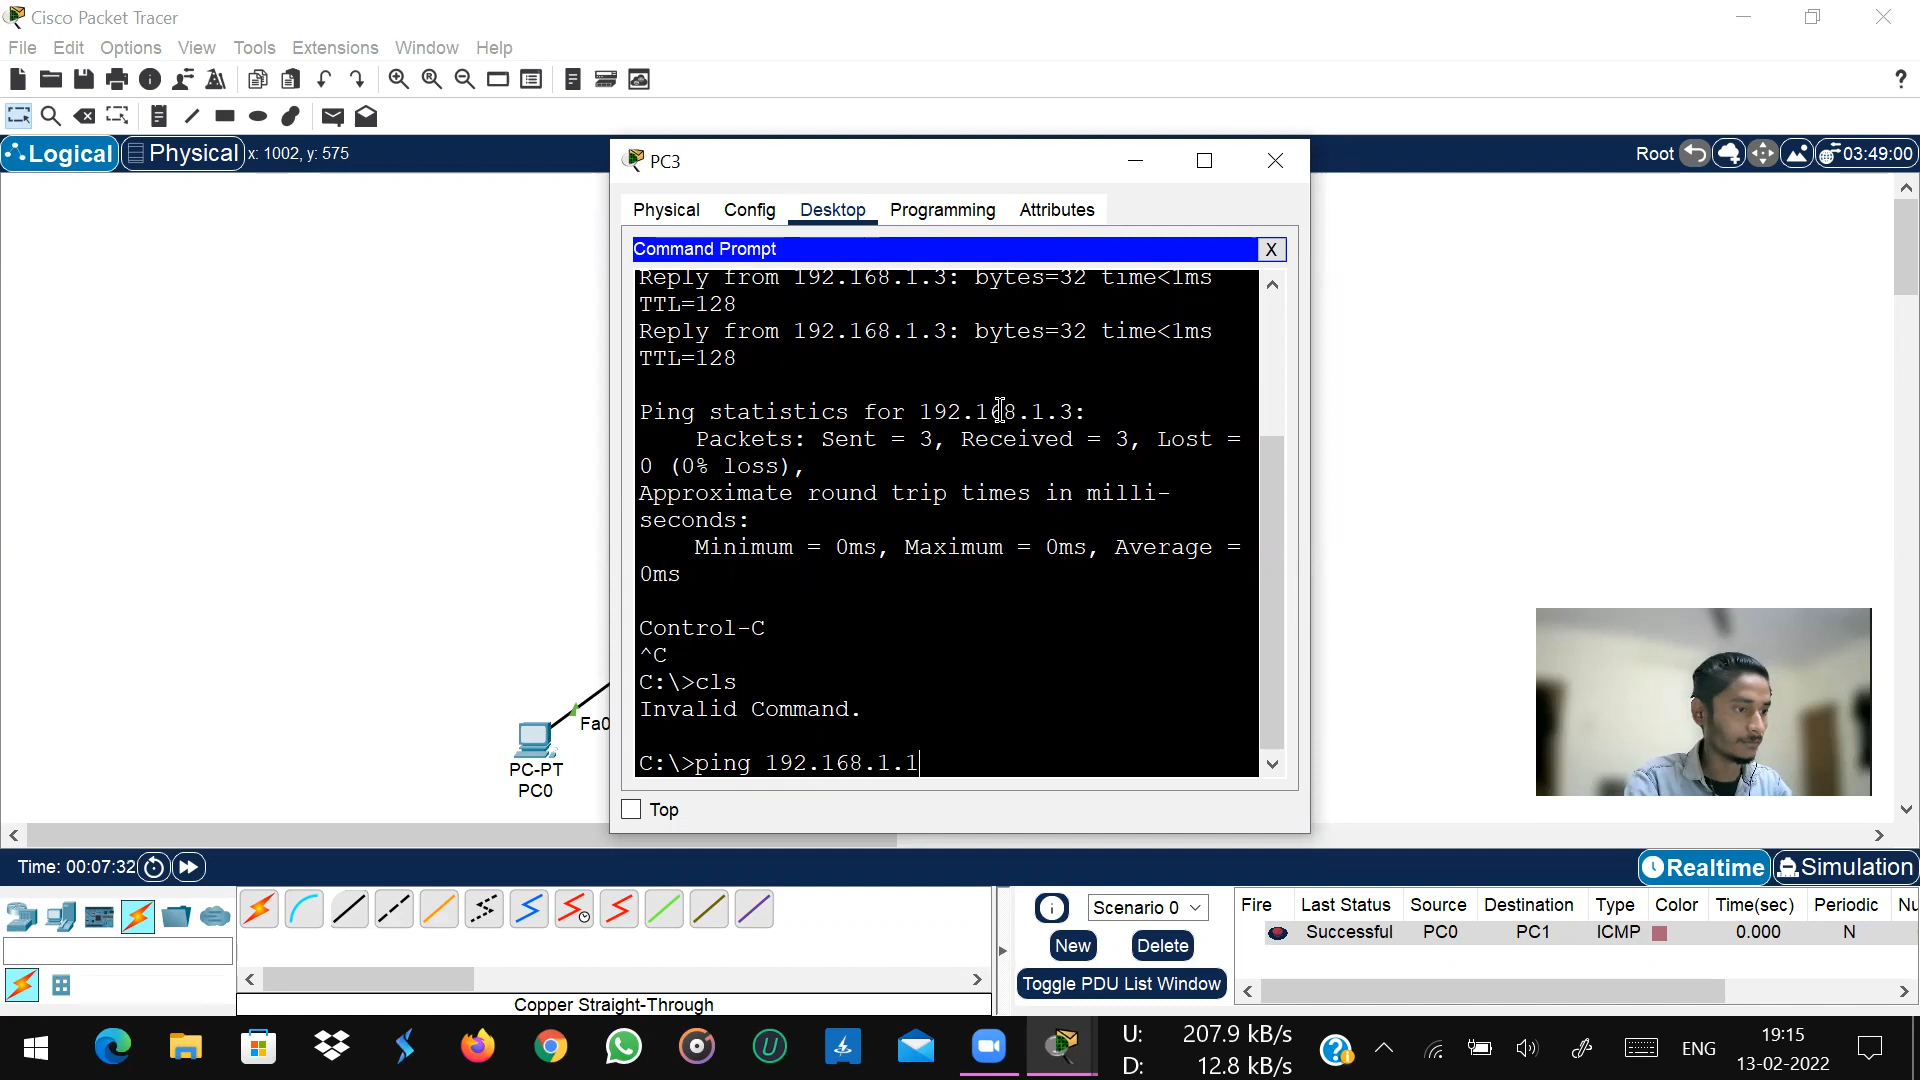 Cisco Packet Tracer
File Edit Options View Tools Extensions Window Help
?
Logical Physical x: 1002, y: 575
Root 03:49:00
PC3
Physical Config Desktop Programming Attributes
Command Prompt X
Reply from 192.168.1.3: bytes=32 time<1ms
TTL=128
Reply from 192.168.1.3: bytes=32 time<1ms
TTL=128
Ping statistics for 192.168.1.3:
Packets: Sent = 3, Received = 3, Lost =
0 (0% loss),
Approximate round trip times in milli-
seconds:
Minimum = 0ms, Maximum = 0ms, Average =
0ms
Control-C
^C
C:\>cls
Invalid Command.
C:\>ping 192.168.1.1
Top
Fa0
PC-PT
PC0
Time: 00:07:32
Realtime Simulation
Scenario 0
New Delete
Toggle PDU List Window
Fire Last Status Source Destination Type Color Time(sec) Periodic Nu
Successful PC0 PC1 ICMP 0.000 N
Copper Straight-Through
U: 207.9 kB/s
D: 12.8 kB/s
ENG
19:15
13-02-2022